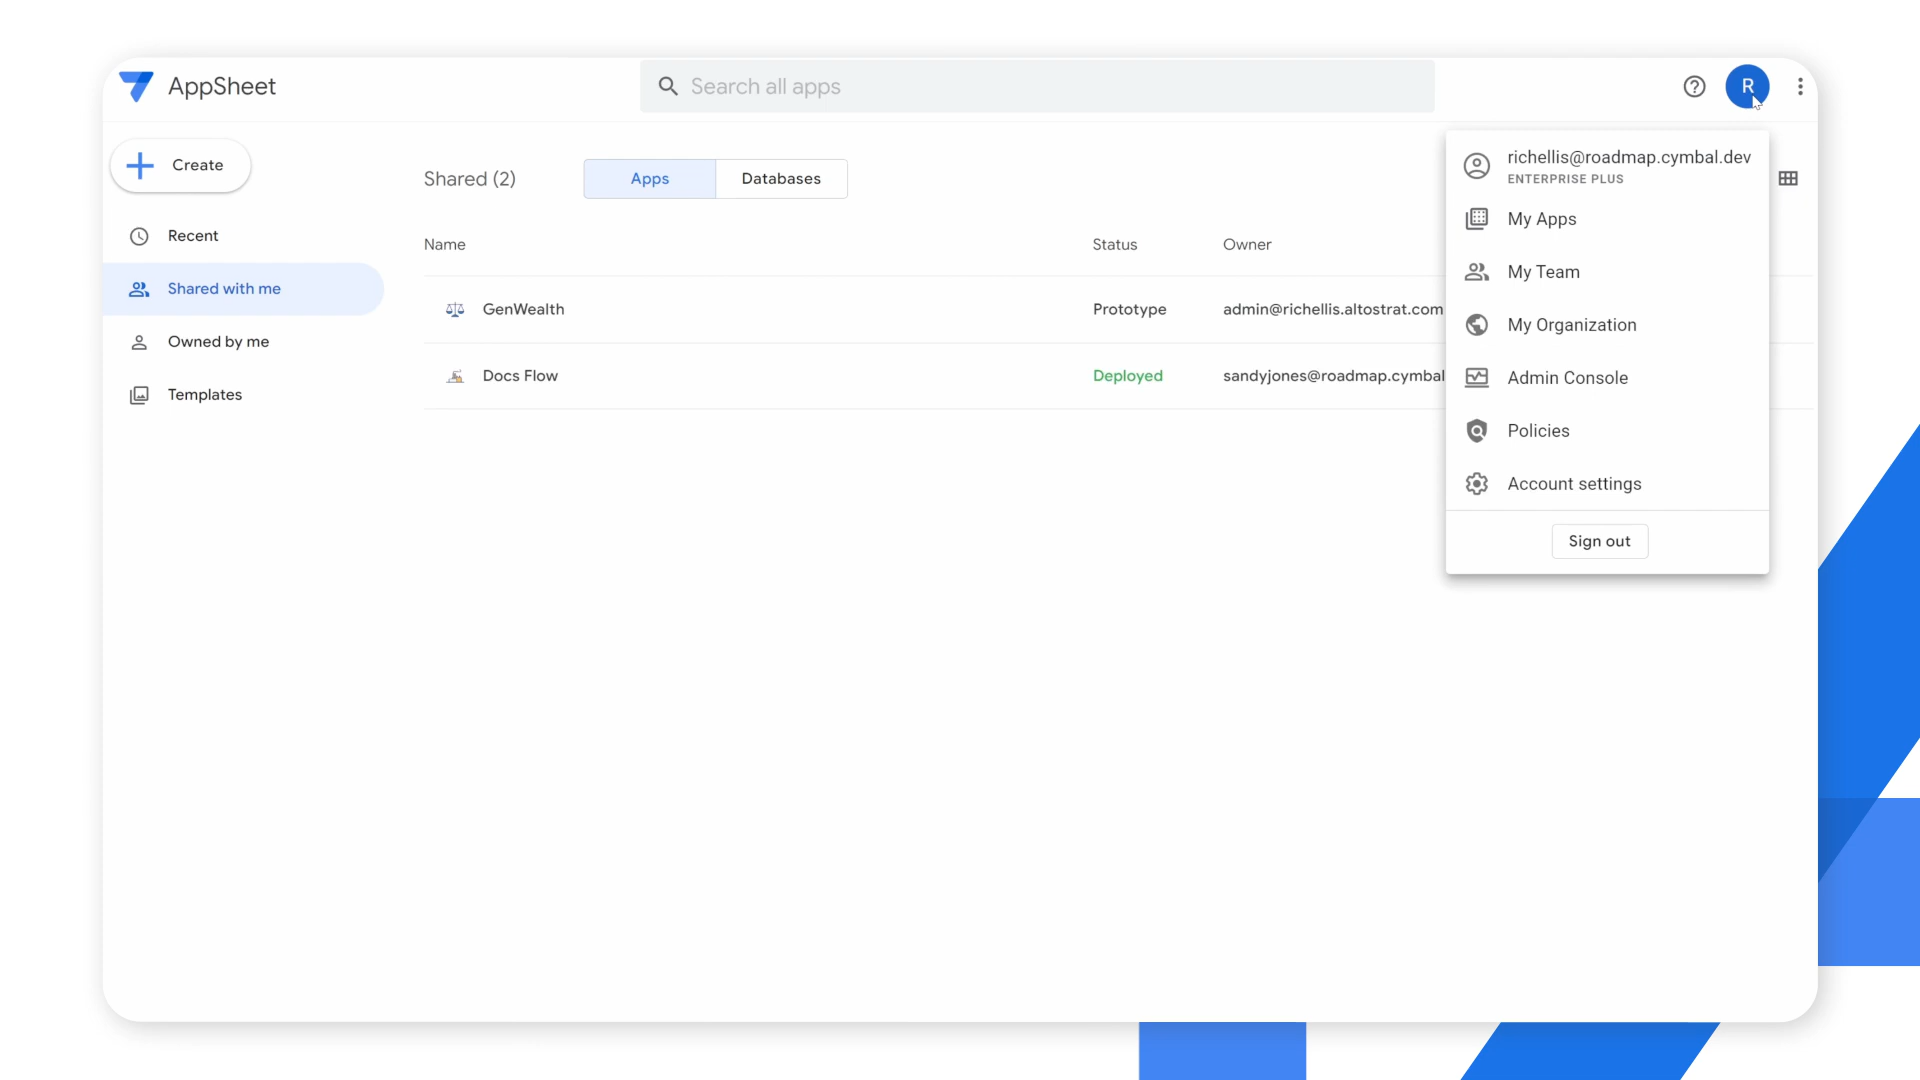 AppSheet
Search all apps
R
Create
Recent
Shared with me
Owned by me
Templates
Shared (2)
Apps
Databases
Name
Status
Owner
GenWealth
Prototype
admin@richellis.altostrat.com
Docs Flow
Deployed
sandyjones@roadmap.cymbal
richellis@roadmap.cymbal.dev
ENTERPRISE PLUS
My Apps
My Team
My Organization
Admin Console
Policies
Account settings
Sign out